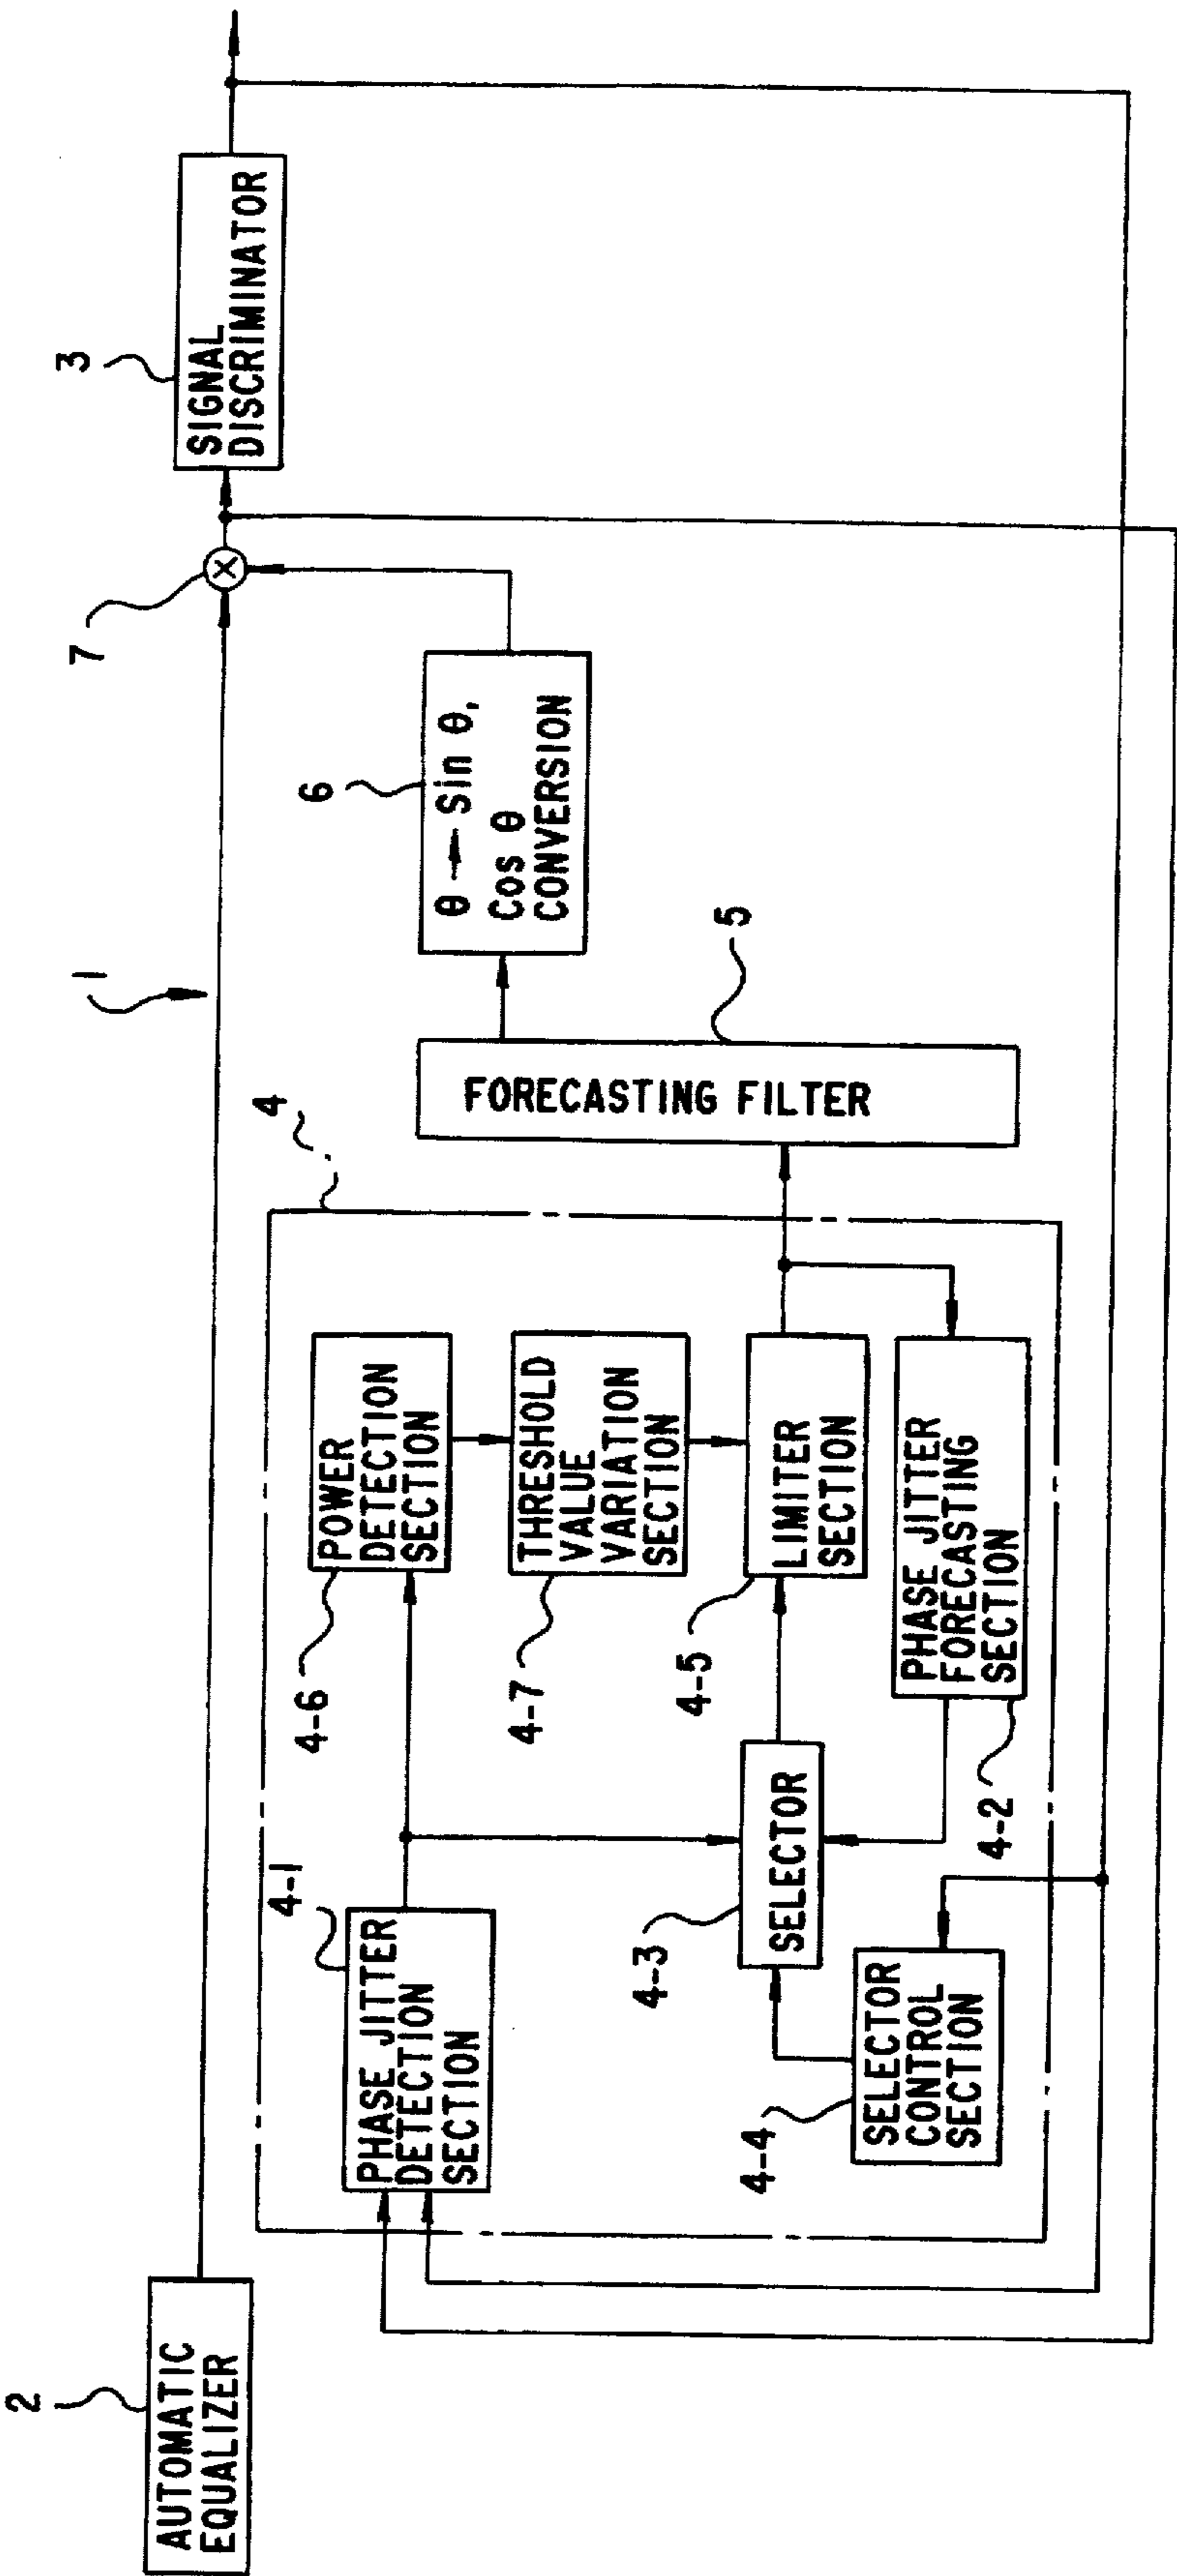 2
AUTOMATIC
EQUALIZER
1
7
3
SIGNAL
DISCRIMINATOR
4
4-1
PHASE JITTER
DETECTION
SECTION
4-6
POWER
DETECTION
SECTION
4-7
THRESHOLD
VALUE
VARIATION
SECTION
4-3
SELECTOR
4-5
LIMITER
SECTION
4-4
SELECTOR
CONTROL
SECTION
4-2
PHASE JITTER
FORECASTING
SECTION
5
FORECASTING FILTER
6
θ → Sin θ,
Cos θ
CONVERSION